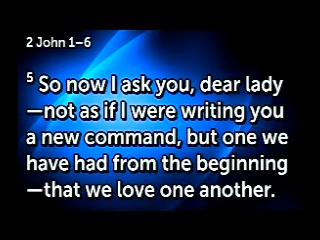 2 John 1–6
5 So now I ask you, dear lady
—not as if I were writing you
a new command, but one we
have had from the beginning
—that we love one another.